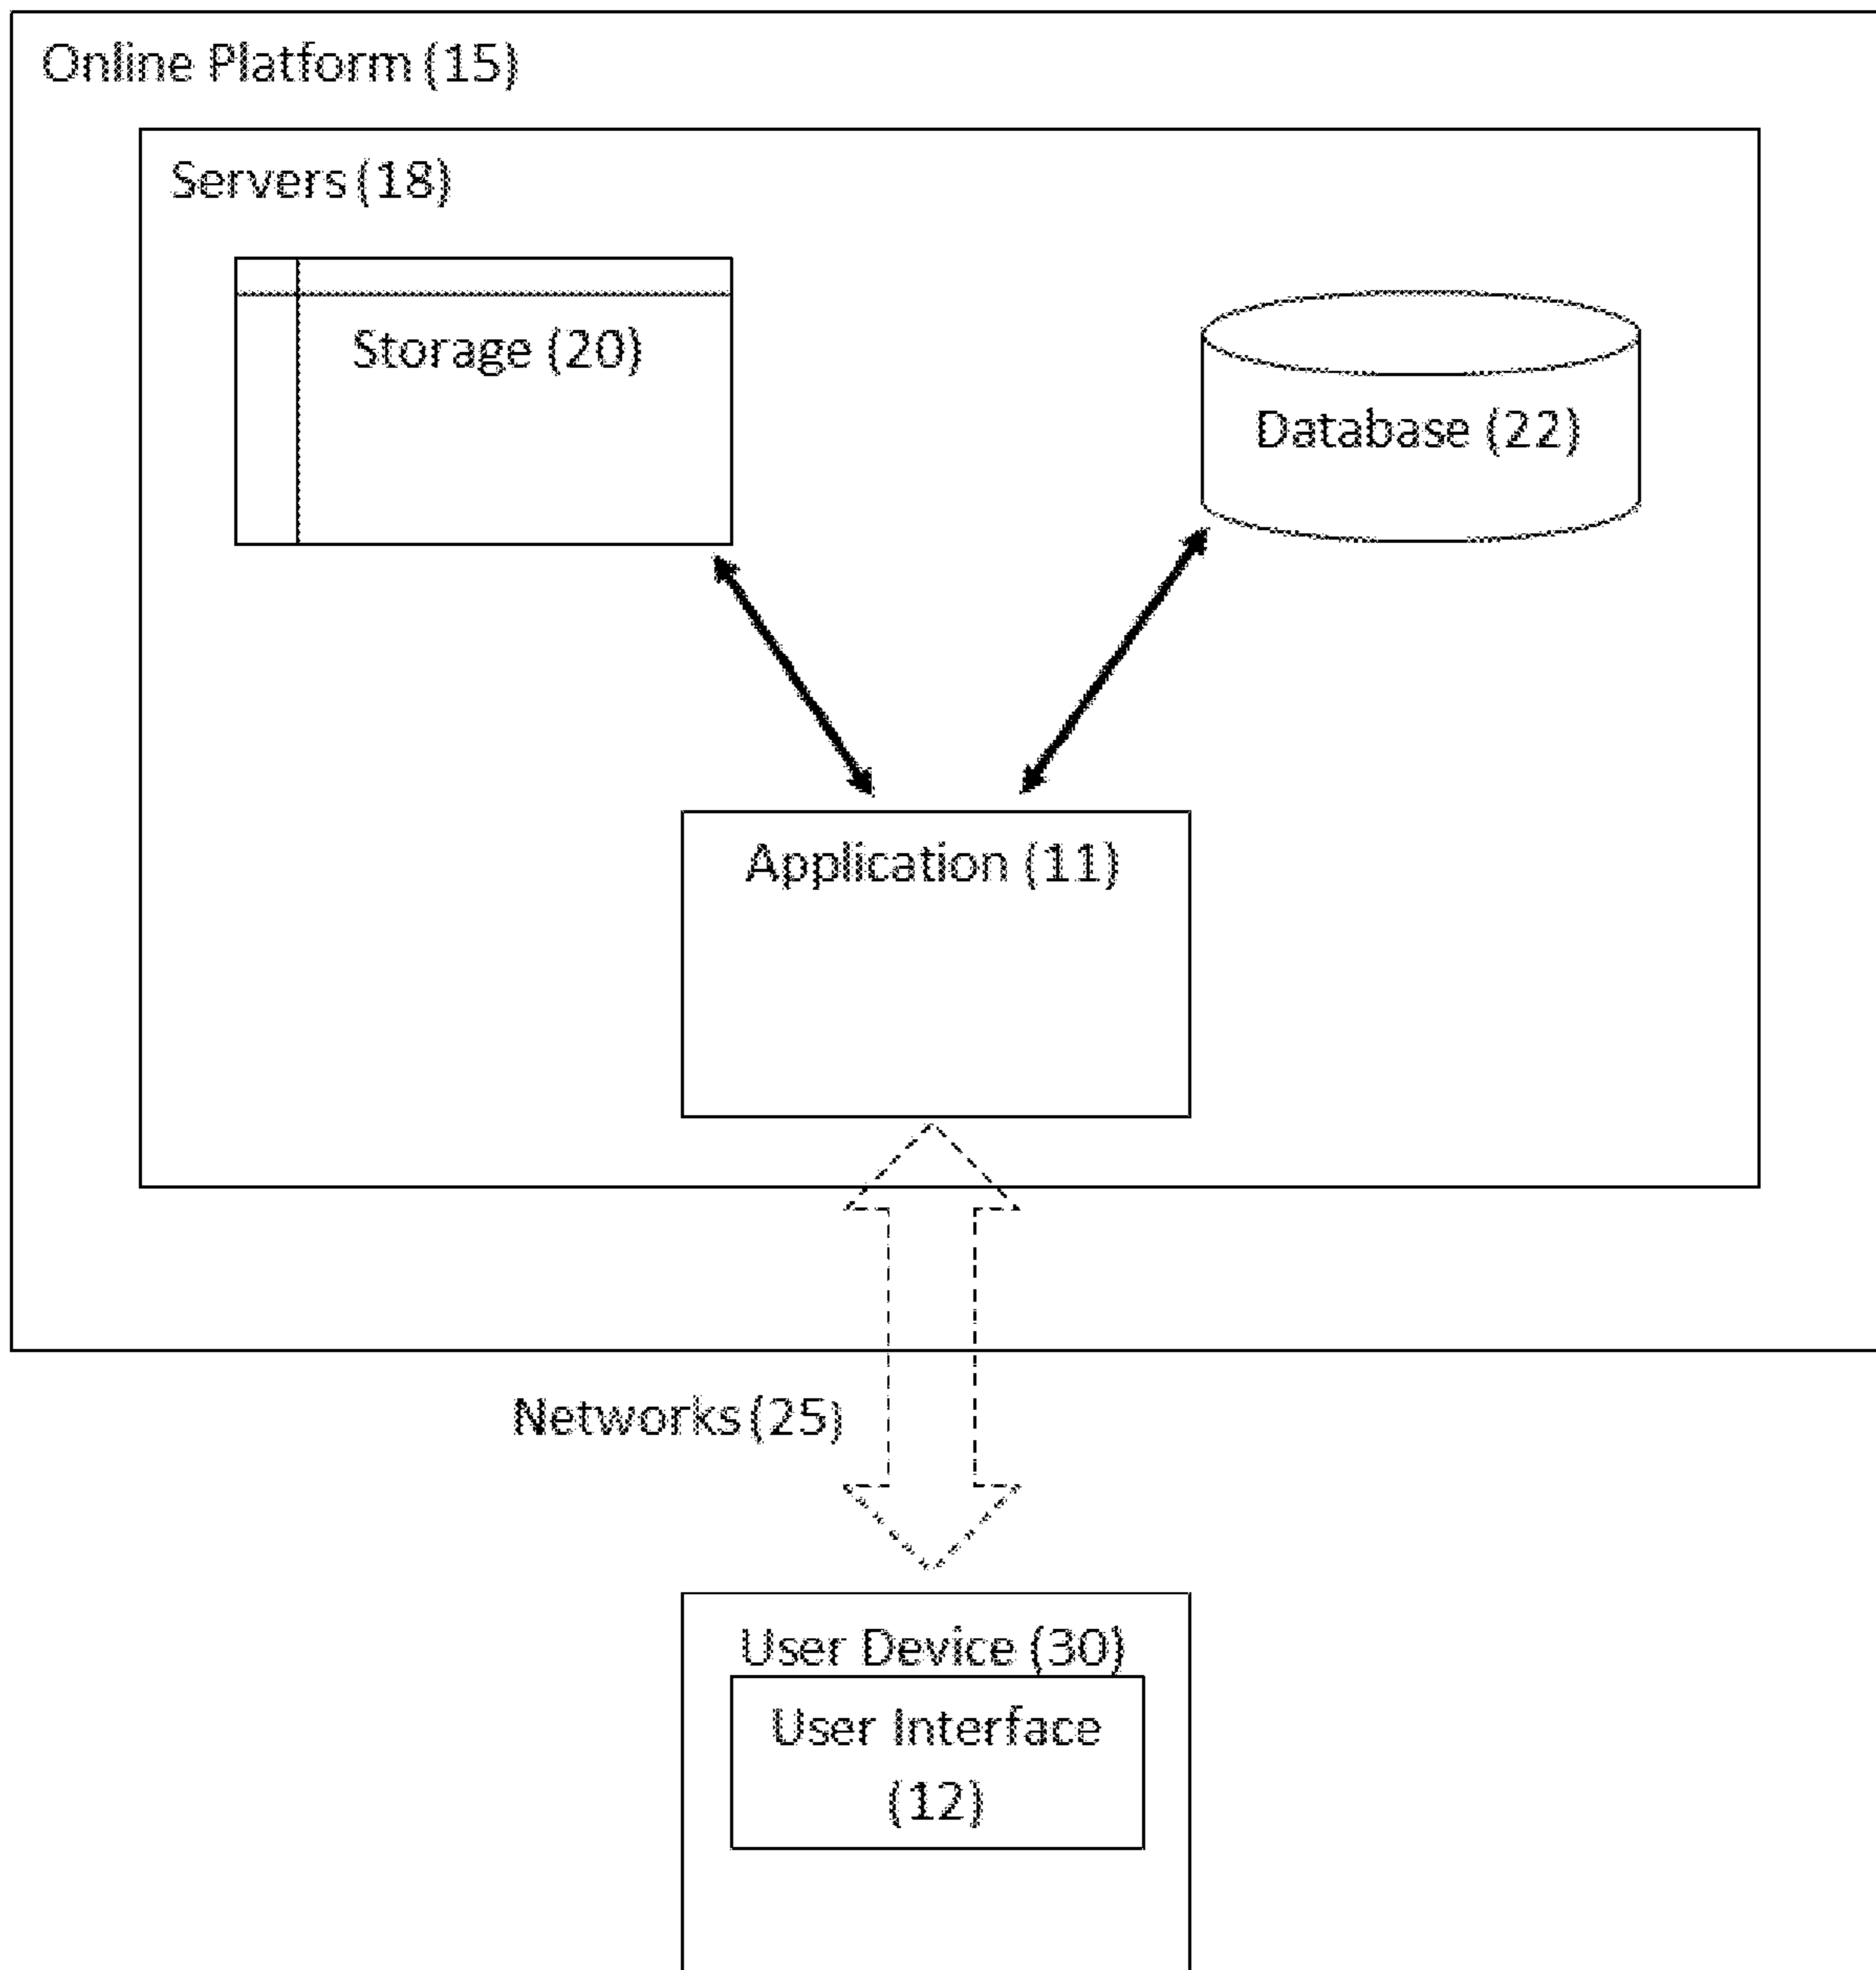 Online Platform (15)
Servers (18)
Storage (20)
Database (22)
Application (11)
Networks (25)
User Device (30)
User Interface
(12)